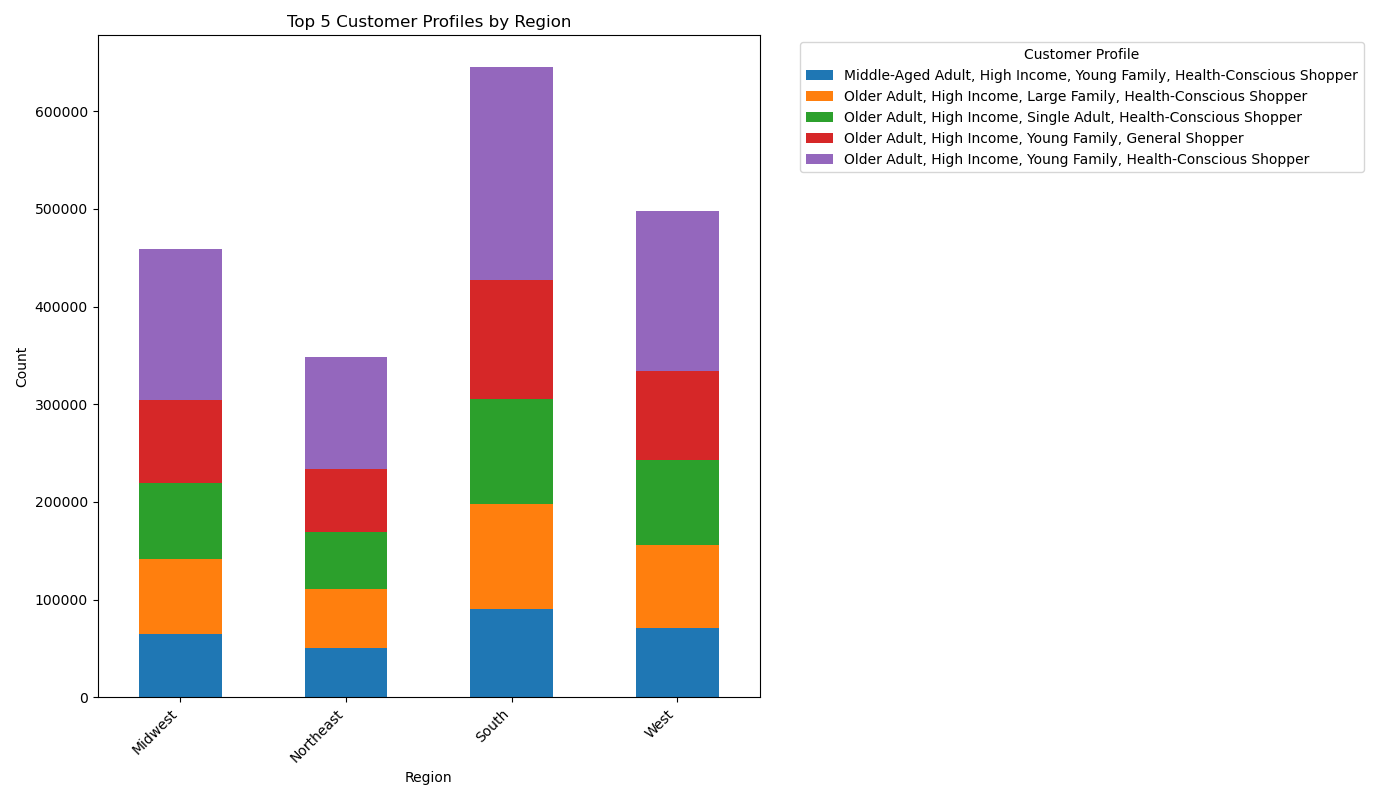 Top 5 Customer Profiles by Region
Customer Profile
Middle-Aged Adult, High Income, Young Family, Health-Conscious Shopper
Older Adult, High Income, Large Family, Health-Conscious Shopper
Older Adult, High Income, Single Adult, Health-Conscious Shopper
Older Adult, High Income, Young Family, General Shopper
Older Adult, High Income, Young Family, Health-Conscious Shopper
Count
600000
500000
400000
300000
200000
100000
0
Midwest
Northeast
South
West
Region